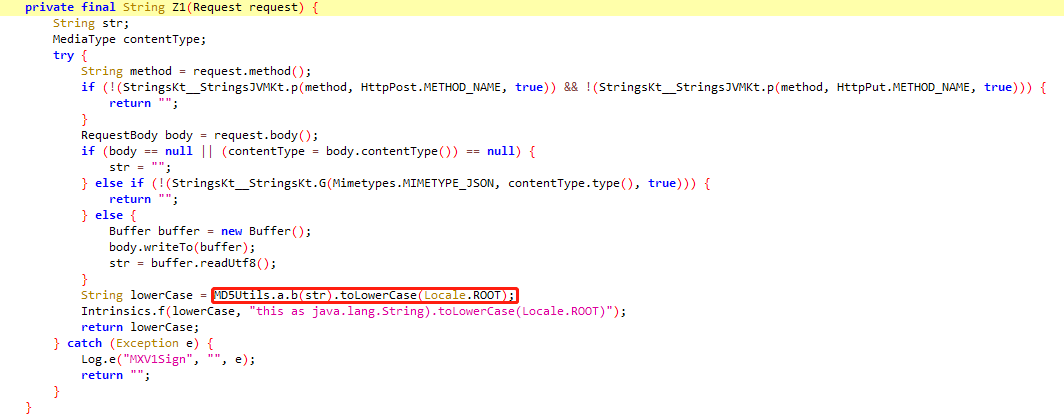 private final String Z1(Request request) {
    String str;
    MediaType contentType;
    try {
        String method = request.method();
        if (!(StringsKt__StringsJVMKt.p(method, HttpPost.METHOD_NAME, true)) && !(StringsKt__StringsJVMKt.p(method, HttpPut.METHOD_NAME, true))) {
            return "";
        }
        RequestBody body = request.body();
        if (body == null || (contentType = body.contentType()) == null) {
            str = "";
        } else if (!(StringsKt__StringsKt.G(Mimetypes.MIMETYPE_JSON, contentType.type(), true))) {
            return "";
        } else {
            Buffer buffer = new Buffer();
            body.writeTo(buffer);
            str = buffer.readUtf8();
        }
        String lowerCase = MD5Utils.a.b(str).toLowerCase(Locale.ROOT);
        Intrinsics.f(lowerCase, "this as java.lang.String).toLowerCase(Locale.ROOT)");
        return lowerCase;
    } catch (Exception e) {
        Log.e("MXV1Sign", "", e);
        return "";
    }
}